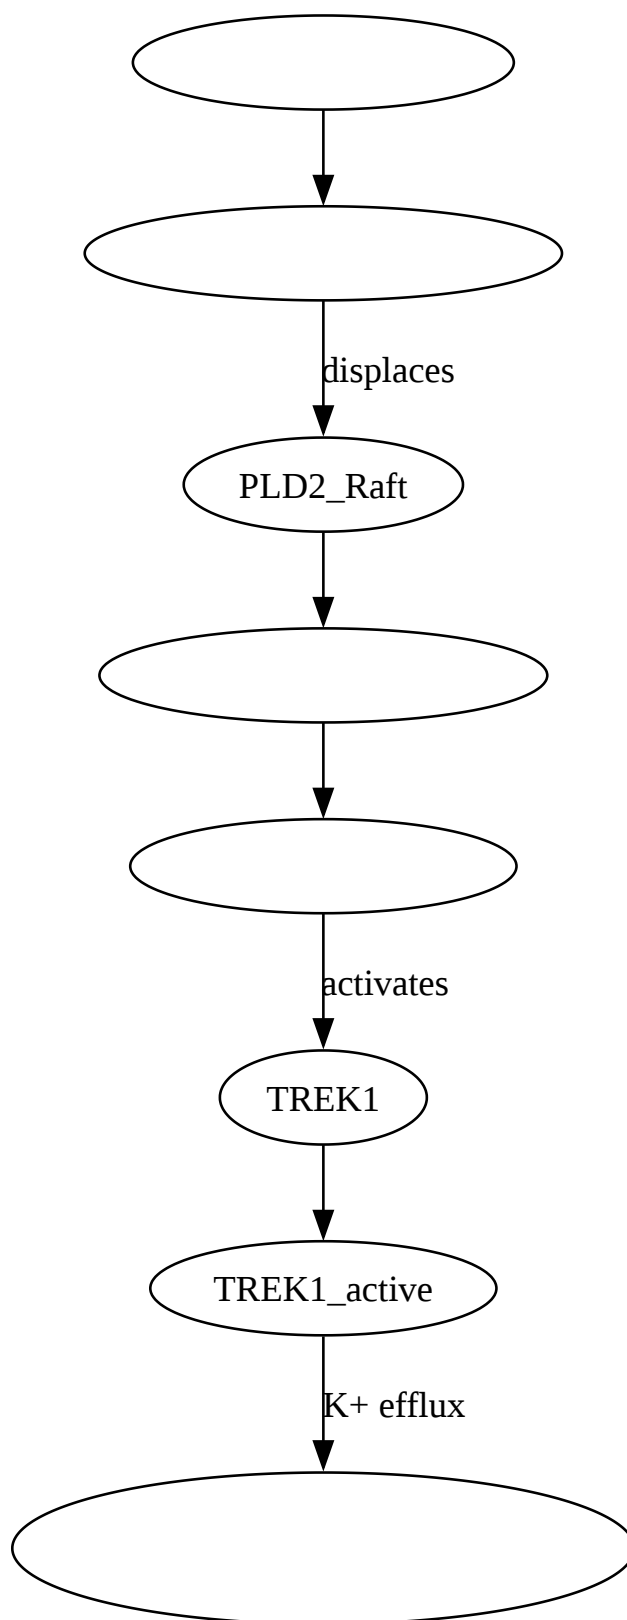 displaces
PLD2_Raft
activates
TREK1
TREK1_active
K+ efflux